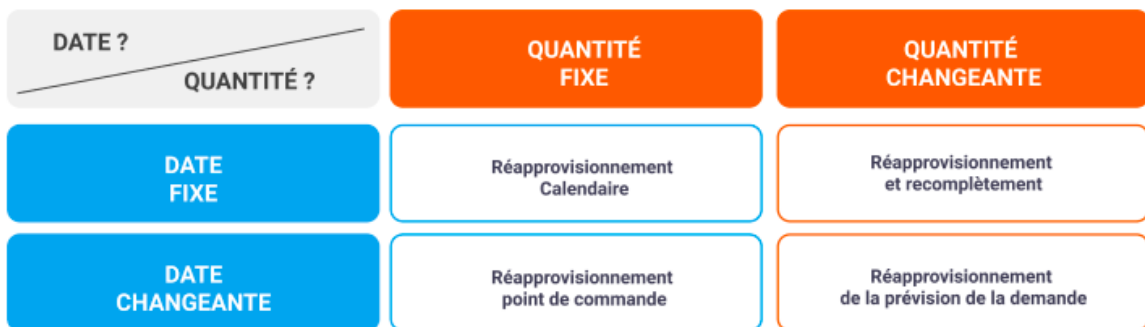 DATE ?
QUANTITÉ ?
QUANTITÉ
FIXE
QUANTITÉ
CHANGEANTE
DATE
FIXE
Réapprovisionnement
Calendaire
Réapprovisionnement
et recomplètement
DATE
CHANGEANTE
Réapprovisionnement
point de commande
Réapprovisionnement
de la prévision de la demande